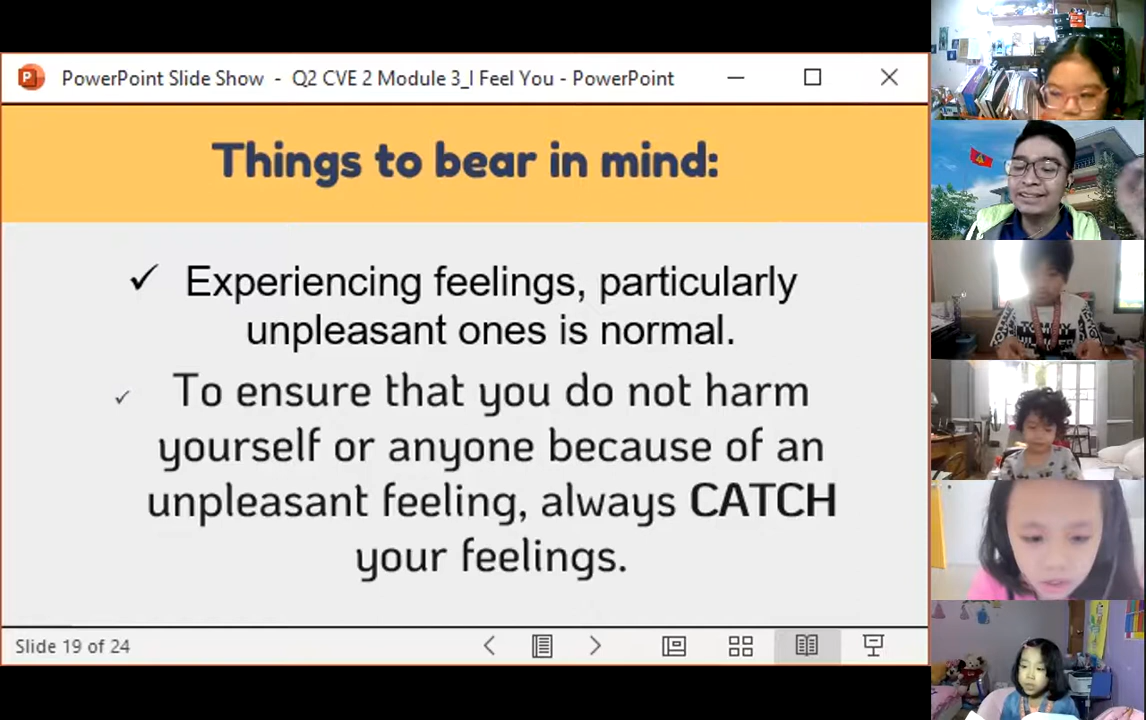 PowerPoint Slide Show - Q2 CVE 2 Module 3_I Feel You - PowerPoint
Things to bear in mind:
✓ Experiencing feelings, particularly
unpleasant ones is normal.
✓ To ensure that you do not harm
yourself or anyone because of an
unpleasant feeling, always CATCH
your feelings.
Slide 19 of 24